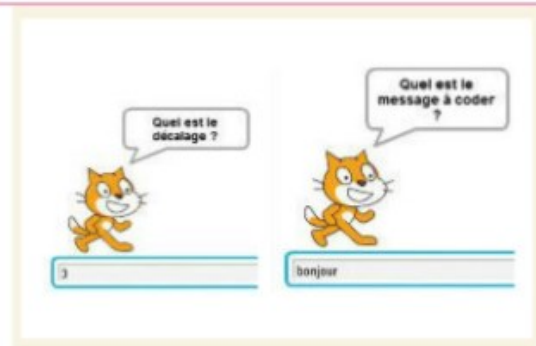 Quel est le
décalage ?
3
Quel est le
message à coder
?
bonjour